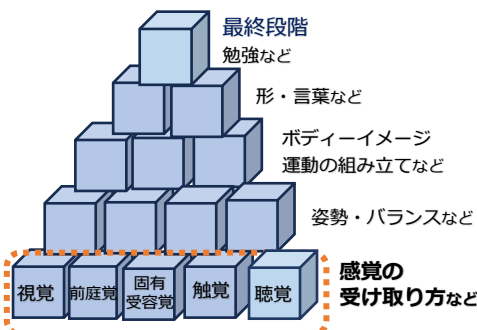 最終段階
勉強など
形・言葉など
ボディーイメージ
運動の組み立てなど
姿勢・バランスなど
視覚
前庭覚
固有
受容覚
触覚
聴覚
感覚の
受け取り方など